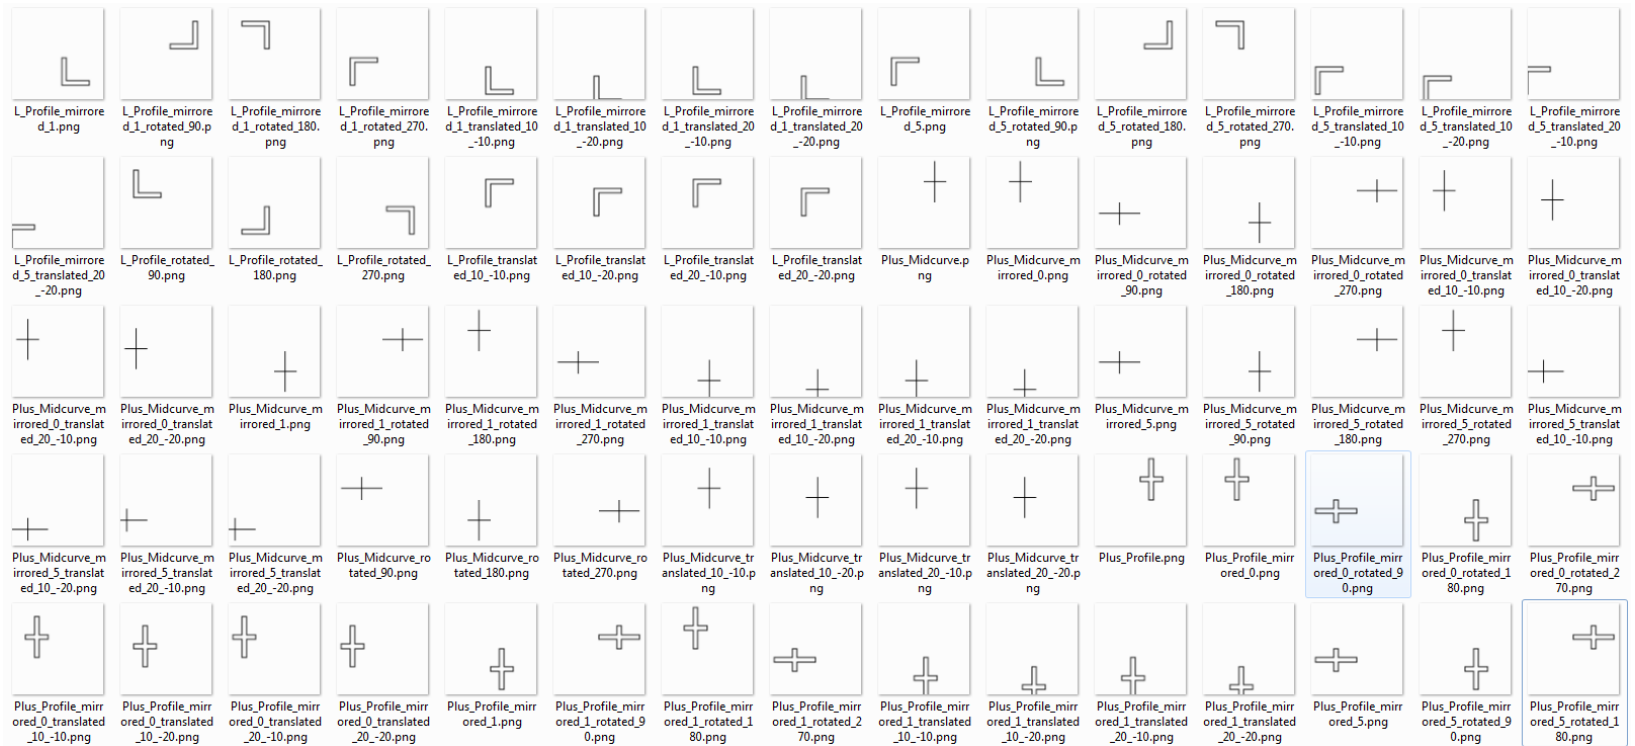 L_Profile_mirrore
d_1.png
L_Profile_mirrore
d_1_rotated_90.p
ng
L_Profile_mirrore
d_1_rotated_180.
png
L_Profile_mirrore
d_1_rotated_270.
png
L_Profile_mirrore
d_1_translated_10
_-10.png
L_Profile_mirrore
d_1_translated_10
_-20.png
L_Profile_mirrore
d_1_translated_20
_-10.png
L_Profile_mirrore
d_1_translated_20
_-20.png
L_Profile_mirrore
d_5.png
L_Profile_mirrore
d_5_rotated_90.p
ng
L_Profile_mirrore
d_5_rotated_180.
png
L_Profile_mirrore
d_5_rotated_270.
png
L_Profile_mirrore
d_5_translated_10
_-10.png
L_Profile_mirrore
d_5_translated_10
_-20.png
L_Profile_mirrore
d_5_translated_20
_-10.png
L_Profile_mirrore
d_5_translated_20
_-20.png
L_Profile_rotated_
90.png
L_Profile_rotated_
180.png
L_Profile_rotated_
270.png
L_Profile_translat
ed_10_-10.png
L_Profile_translat
ed_10_-20.png
L_Profile_translat
ed_20_-10.png
L_Profile_translat
ed_20_-20.png
Plus_Midcurve.p
ng
Plus_Midcurve_m
irrored_0.png
Plus_Midcurve_m
irrored_0_rotated
_90.png
Plus_Midcurve_m
irrored_0_rotated
_180.png
Plus_Midcurve_m
irrored_0_rotated
_270.png
Plus_Midcurve_m
irrored_0_translat
ed_10_-10.png
Plus_Midcurve_m
irrored_0_translat
ed_10_-20.png
Plus_Midcurve_m
irrored_0_translat
ed_20_-10.png
Plus_Midcurve_m
irrored_0_translat
ed_20_-20.png
Plus_Midcurve_m
irrored_1.png
Plus_Midcurve_m
irrored_1_rotated
_90.png
Plus_Midcurve_m
irrored_1_rotated
_180.png
Plus_Midcurve_m
irrored_1_rotated
_270.png
Plus_Midcurve_m
irrored_1_translat
ed_10_-10.png
Plus_Midcurve_m
irrored_1_translat
ed_10_-20.png
Plus_Midcurve_m
irrored_1_translat
ed_20_-10.png
Plus_Midcurve_m
irrored_1_translat
ed_20_-20.png
Plus_Midcurve_m
irrored_5.png
Plus_Midcurve_m
irrored_5_rotated
_90.png
Plus_Midcurve_m
irrored_5_rotated
_180.png
Plus_Midcurve_m
irrored_5_rotated
_270.png
Plus_Midcurve_m
irrored_5_translat
ed_10_-10.png
Plus_Midcurve_m
irrored_5_translat
ed_10_-20.png
Plus_Midcurve_m
irrored_5_translat
ed_20_-10.png
Plus_Midcurve_m
irrored_5_translat
ed_20_-20.png
Plus_Midcurve_ro
tated_90.png
Plus_Midcurve_ro
tated_180.png
Plus_Midcurve_ro
tated_270.png
Plus_Midcurve_tr
anslated_10_-10.p
ng
Plus_Midcurve_tr
anslated_10_-20.p
ng
Plus_Midcurve_tr
anslated_20_-10.p
ng
Plus_Midcurve_tr
anslated_20_-20.p
ng
Plus_Profile.png
Plus_Profile_mirr
ored_0.png
Plus_Profile_mirr
ored_0_rotated_9
0.png
Plus_Profile_mirr
ored_0_rotated_1
80.png
Plus_Profile_mirr
ored_0_rotated_2
70.png
Plus_Profile_mirr
ored_0_translated
_10_-10.png
Plus_Profile_mirr
ored_0_translated
_10_-20.png
Plus_Profile_mirr
ored_0_translated
_20_-10.png
Plus_Profile_mirr
ored_0_translated
_20_-20.png
Plus_Profile_mirr
ored_1.png
Plus_Profile_mirr
ored_1_rotated_9
0.png
Plus_Profile_mirr
ored_1_rotated_1
80.png
Plus_Profile_mirr
ored_1_rotated_2
70.png
Plus_Profile_mirr
ored_1_translated
_10_-10.png
Plus_Profile_mirr
ored_1_translated
_10_-20.png
Plus_Profile_mirr
ored_1_translated
_20_-10.png
Plus_Profile_mirr
ored_1_translated
_20_-20.png
Plus_Profile_mirr
ored_5.png
Plus_Profile_mirr
ored_5_rotated_9
0.png
Plus_Profile_mirr
ored_5_rotated_1
80.png